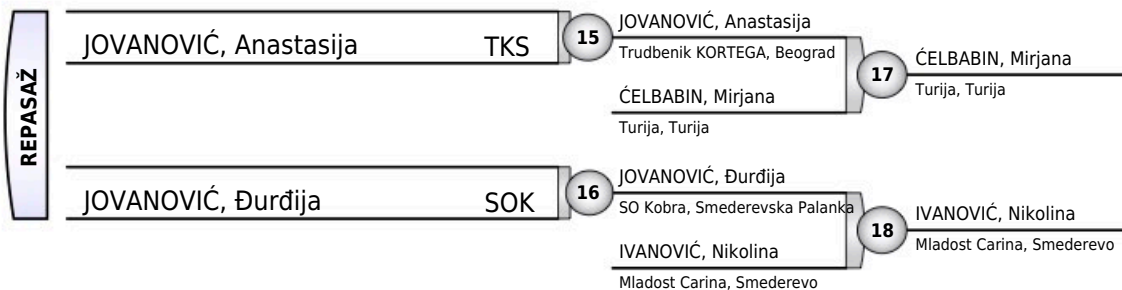 REPASAŽ
JOVANOVIĆ, Anastasija TKS
15
JOVANOVIĆ, Anastasija
Trudbenik KORTEGA, Beograd
ĆELBABIN, Mirjana
Turija, Turija
17
ĆELBABIN, Mirjana
Turija, Turija
JOVANOVIĆ, Đurđija SOK
16
JOVANOVIĆ, Đurđija
SO Kobra, Smederevska Palanka
IVANOVIĆ, Nikolina
Mladost Carina, Smederevo
18
IVANOVIĆ, Nikolina
Mladost Carina, Smederevo